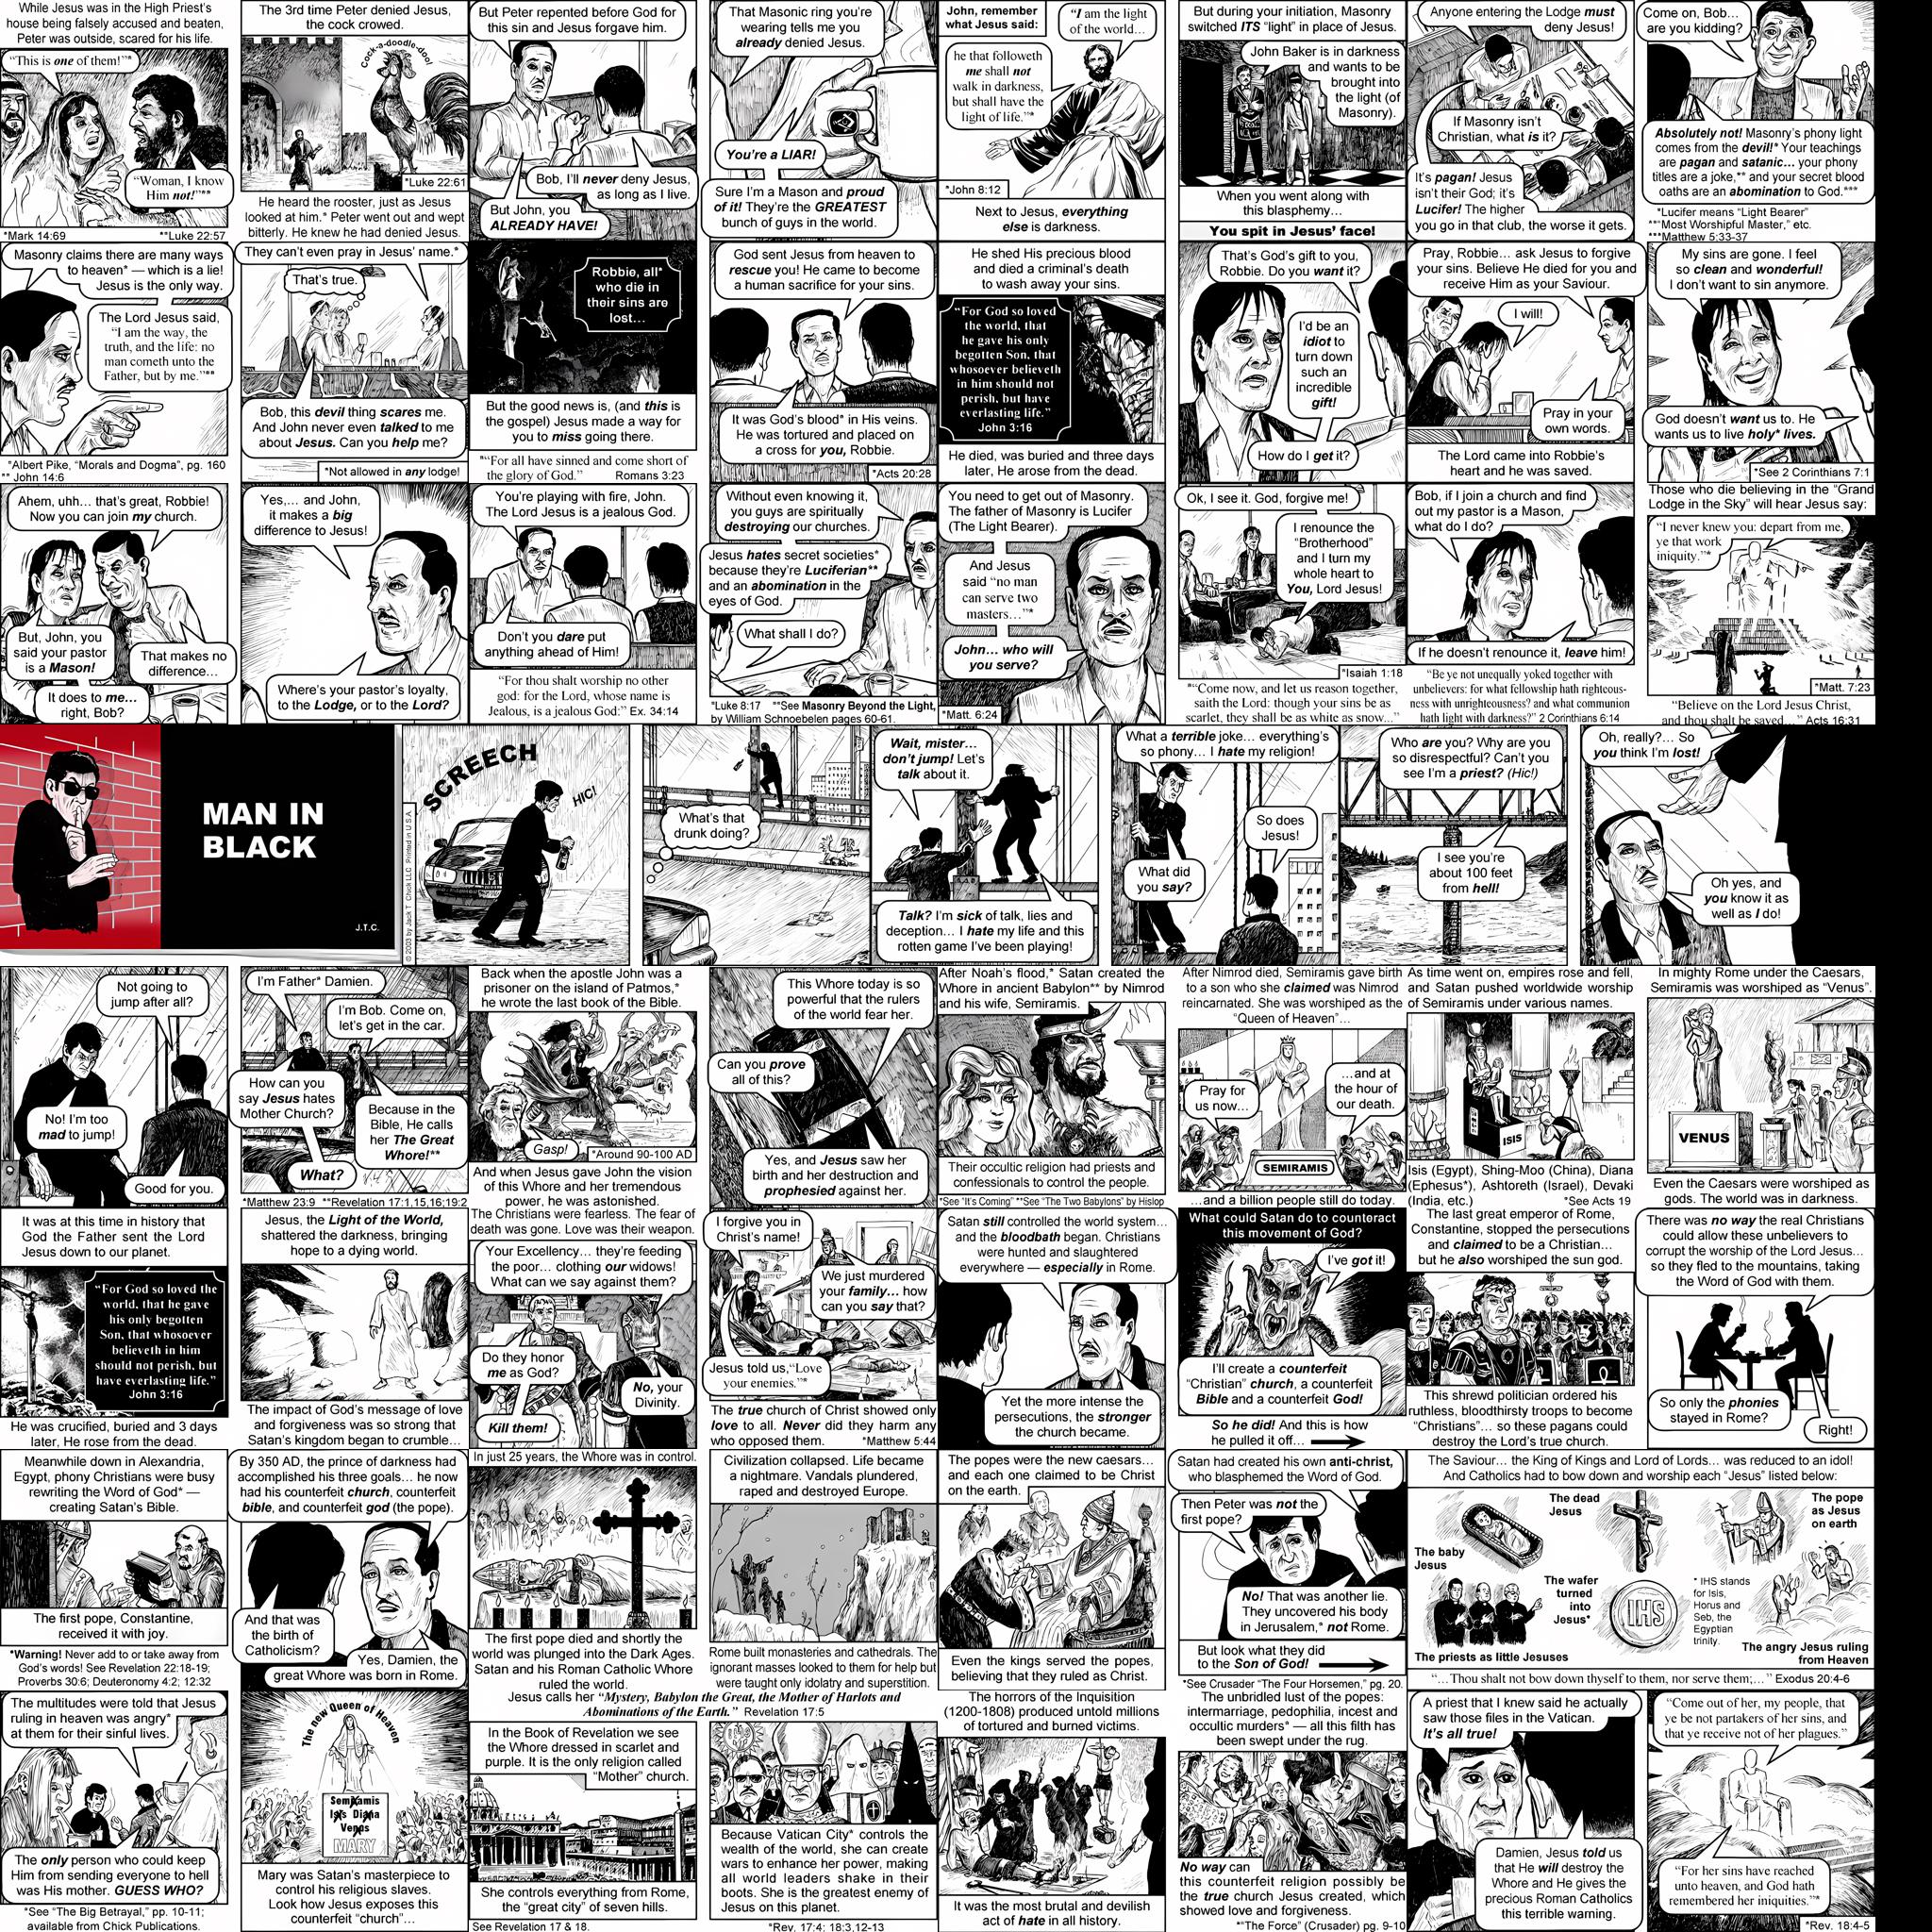 While Jesus was in the High Priest's
house being falsely accused and beaten,
Peter was outside, scared for his life.
"This is one of them!"*
"Woman, I know
Him not!"**
*Mark 14:69
**Luke 22:57
The 3rd time Peter denied Jesus,
the cock crowed.
Cock-a-doodle-doo!
*Luke 22:61
He heard the rooster, just as Jesus
looked at him.* Peter went out and wept
bitterly. He knew he had denied Jesus.
But Peter repented before God for
this sin and Jesus forgave him.
Bob, I'll never deny Jesus,
as long as I live.
But John, you
ALREADY HAVE!
That Masonic ring you're
wearing tells me you
already denied Jesus.
You're a LIAR!
Sure I'm a Mason and proud
of it! They're the GREATEST
bunch of guys in the world.
John, remember
what Jesus said:
"I am the light
of the world...
he that followeth
me shall not
walk in darkness,
but shall have the
light of life."*
*John 8:12
Next to Jesus, everything
else is darkness.
But during your initiation, Masonry
switched ITS "light" in place of Jesus.
John Baker is in darkness
and wants to be
brought into
the light (of
Masonry).
When you went along with
this blasphemy...
You spit in Jesus' face!
Anyone entering the Lodge must
deny Jesus!
If Masonry isn't
Christian, what is it?
It's pagan! Jesus
isn't their God; it's
Lucifer! The higher
you go in that club, the worse it gets.
Come on, Bob...
are you kidding?
Absolutely not! Masonry's phony light
comes from the devil!* Your teachings
are pagan and satanic... your phony
titles are a joke,** and your secret blood
oaths are an abomination to God.***
*Lucifer means "Light Bearer"
**"Most Worshipful Master," etc.
***Matthew 5:33-37
Masonry claims there are many ways
to heaven* — which is a lie!
Jesus is the only way.
The Lord Jesus said,
"I am the way, the
truth, and the life: no
man cometh unto the
Father, but by me."**
*Albert Pike, "Morals and Dogma", pg. 160
** John 14:6
They can't even pray in Jesus' name.*
That's true.
Bob, this devil thing scares me.
And John never even talked to me
about Jesus. Can you help me?
*Not allowed in any lodge!
Robbie, all*
who die in
their sins are
lost...
But the good news is, (and this is
the gospel) Jesus made a way for
you to miss going there.
*"For all have sinned and come short of
the glory of God." Romans 3:23
God sent Jesus from heaven to
rescue you! He came to become
a human sacrifice for your sins.
It was God's blood* in His veins.
He was tortured and placed on
a cross for you, Robbie.
*Acts 20:28
He shed His precious blood
and died a criminal's death
to wash away your sins.
"For God so loved
the world, that
he gave his only
begotten Son, that
whosoever believeth
in him should not
perish, but have
everlasting life."
John 3:16
He died, was buried and three days
later, He arose from the dead.
That's God's gift to you,
Robbie. Do you want it?
I'd be an
idiot to
turn down
such an
incredible
gift!
How do I get it?
Pray, Robbie... ask Jesus to forgive
your sins. Believe He died for you and
receive Him as your Saviour.
I will!
Pray in your
own words.
The Lord came into Robbie's
heart and he was saved.
My sins are gone. I feel
so clean and wonderful!
I don't want to sin anymore.
God doesn't want us to. He
wants us to live holy* lives.
*See 2 Corinthians 7:1
Ahem, uhh... that's great, Robbie!
Now you can join my church.
But, John, you
said your pastor
is a Mason!
That makes no
difference...
It does to me...
right, Bob?
Yes,... and John,
it makes a big
difference to Jesus!
Where's your pastor's loyalty,
to the Lodge, or to the Lord?
You're playing with fire, John.
The Lord Jesus is a jealous God.
Don't you dare put
anything ahead of Him!
"For thou shalt worship no other
god: for the Lord, whose name is
Jealous, is a jealous God:" Ex. 34:14
Without even knowing it,
you guys are spiritually
destroying our churches.
Jesus hates secret societies*
because they're Luciferian**
and an abomination in the
eyes of God.
What shall I do?
*Luke 8:17 **See Masonry Beyond the Light,
by William Schnoebelen pages 60-61.
You need to get out of Masonry.
The father of Masonry is Lucifer
(The Light Bearer).
And Jesus
said "no man
can serve two
masters..."*
John... who will
you serve?
*Matt. 6:24
Ok, I see it. God, forgive me!
I renounce the
"Brotherhood"
and I turn my
whole heart to
You, Lord Jesus!
*Isaiah 1:18
*"Come now, and let us reason together,
saith the Lord: though your sins be as
scarlet, they shall be as white as snow..."
Bob, if I join a church and find
out my pastor is a Mason,
what do I do?
If he doesn't renounce it, leave him!
"Be ye not unequally yoked together with
unbelievers: for what fellowship hath righteous-
ness with unrighteousness? and what communion
hath light with darkness?" 2 Corinthians 6:14
Those who die believing in the "Grand
Lodge in the Sky" will hear Jesus say:
"I never knew you: depart from me,
ye that work
iniquity."*
*Matt. 7:23
"Believe on the Lord Jesus Christ,
and thou shalt be saved..." Acts 16:31
MAN IN
BLACK
J.T.C.
© 2003 by Jack T. Chick LLC Printed in U.S.A.
SCREECH
HIC!
What's that
drunk doing?
Wait, mister...
don't jump! Let's
talk about it.
Talk? I'm sick of talk, lies and
deception... I hate my life and this
rotten game I've been playing!
What a terrible joke... everything's
so phony... I hate my religion!
So does
Jesus!
What did
you say?
Who are you? Why are you
so disrespectful? Can't you
see I'm a priest? (Hic!)
I see you're
about 100 feet
from hell!
Oh, really?... So
you think I'm lost!
Oh yes, and
you know it as
well as I do!
Not going to
jump after all?
No! I'm too
mad to jump!
Good for you.
I'm Father* Damien.
I'm Bob. Come on,
let's get in the car.
How can you
say Jesus hates
Mother Church?
Because in the
Bible, He calls
her The Great
Whore!**
What?
*Matthew 23:9 **Revelation 17:1,15,16;19:2
Back when the apostle John was a
prisoner on the island of Patmos,*
he wrote the last book of the Bible.
Gasp!
*Around 90-100 AD
And when Jesus gave John the vision
of this Whore and her tremendous
power, he was astonished.
This Whore today is so
powerful that the rulers
of the world fear her.
Can you prove
all of this?
Yes, and Jesus saw her
birth and her destruction and
prophesied against her.
After Noah's flood,* Satan created the
Whore in ancient Babylon** by Nimrod
and his wife, Semiramis.
Their occultic religion had priests and
confessionals to control the people.
*See "It's Coming" **See "The Two Babylons" by Hislop
After Nimrod died, Semiramis gave birth
to a son who she claimed was Nimrod
reincarnated. She was worshiped as the
"Queen of Heaven"...
Pray for
us now...
...and at
the hour of
our death.
SEMIRAMIS
...and a billion people still do today.
As time went on, empires rose and fell,
and Satan pushed worldwide worship
of Semiramis under various names.
ISIS
Isis (Egypt), Shing-Moo (China), Diana
(Ephesus*), Ashtoreth (Israel), Devaki
(India, etc.)
*See Acts 19
In mighty Rome under the Caesars,
Semiramis was worshiped as "Venus".
VENUS
Even the Caesars were worshiped as
gods. The world was in darkness.
It was at this time in history that
God the Father sent the Lord
Jesus down to our planet.
"For God so loved the
world, that he gave
his only begotten
Son, that whosoever
believeth in him
should not perish, but
have everlasting life."
John 3:16
He was crucified, buried and 3 days
later, He rose from the dead.
Jesus, the Light of the World,
shattered the darkness, bringing
hope to a dying world.
The impact of God's message of love
and forgiveness was so strong that
Satan's kingdom began to crumble...
The Christians were fearless. The fear of
death was gone. Love was their weapon.
Your Excellency... they're feeding
the poor... clothing our widows!
What can we say against them?
Do they honor
me as God?
No, your
Divinity.
Kill them!
I forgive you in
Christ's name!
We just murdered
your family... how
can you say that?
Jesus told us,"Love
your enemies."*
The true church of Christ showed only
love to all. Never did they harm any
who opposed them.
*Matthew 5:44
Satan still controlled the world system...
and the bloodbath began. Christians
were hunted and slaughtered
everywhere — especially in Rome.
Yet the more intense the
persecutions, the stronger
the church became.
What could Satan do to counteract
this movement of God?
I've got it!
I'll create a counterfeit
"Christian" church, a counterfeit
Bible and a counterfeit God!
So he did! And this is how
he pulled it off...
The last great emperor of Rome,
Constantine, stopped the persecutions
and claimed to be a Christian...
but he also worshiped the sun god.
This shrewd politician ordered his
ruthless, bloodthirsty troops to become
"Christians"... so these pagans could
destroy the Lord's true church.
There was no way the real Christians
could allow these unbelievers to
corrupt the worship of the Lord Jesus...
so they fled to the mountains, taking
the Word of God with them.
So only the phonies
stayed in Rome?
Right!
Meanwhile down in Alexandria,
Egypt, phony Christians were busy
rewriting the Word of God* —
creating Satan's Bible.
The first pope, Constantine,
received it with joy.
*Warning! Never add to or take away from
God's words! See Revelation 22:18-19;
Proverbs 30:6; Deuteronomy 4:2; 12:32
By 350 AD, the prince of darkness had
accomplished his three goals... he now
had his counterfeit church, counterfeit
bible, and counterfeit god (the pope).
And that was
the birth of
Catholicism?
Yes, Damien, the
great Whore was born in Rome.
In just 25 years, the Whore was in control.
The first pope died and shortly the
world was plunged into the Dark Ages.
Satan and his Roman Catholic Whore
ruled the world.
Civilization collapsed. Life became
a nightmare. Vandals plundered,
raped and destroyed Europe.
Rome built monasteries and cathedrals. The
ignorant masses looked to them for help but
were taught only idolatry and superstition.
The popes were the new caesars...
and each one claimed to be Christ
on the earth.
Even the kings served the popes,
believing that they ruled as Christ.
Satan had created his own anti-christ,
who blasphemed the Word of God.
Then Peter was not the
first pope?
No! That was another lie.
They uncovered his body
in Jerusalem,* not Rome.
But look what they did
to the Son of God!
*See Crusader "The Four Horsemen," pg. 20.
The Saviour... the King of Kings and Lord of Lords... was reduced to an idol!
And Catholics had to bow down and worship each "Jesus" listed below:
The baby
Jesus
The dead
Jesus
The pope
as Jesus
on earth
The priests as little Jesuses
The wafer
turned
into
Jesus*
IHS
* IHS stands
for Isis,
Horus and
Seb, the
Egyptian
trinity.
The angry Jesus ruling
from Heaven
"...Thou shalt not bow down thyself to them, nor serve them;..." Exodus 20:4-6
The multitudes were told that Jesus
ruling in heaven was angry*
at them for their sinful lives.
The only person who could keep
Him from sending everyone to hell
was His mother. GUESS WHO?
*See "The Big Betrayal," pp. 10-11;
available from Chick Publications.
The new Queen of Heaven
Semiramis
Isis Diana
Venus
MARY
Mary was Satan's masterpiece to
control his religious slaves.
Look how Jesus exposes this
counterfeit "church"...
Jesus calls her "Mystery, Babylon the Great, the Mother of Harlots and
Abominations of the Earth." Revelation 17:5
In the Book of Revelation we see
the Whore dressed in scarlet and
purple. It is the only religion called
"Mother" church.
She controls everything from Rome,
the "great city" of seven hills.
See Revelation 17 & 18.
Because Vatican City* controls the
wealth of the world, she can create
wars to enhance her power, making
all world leaders shake in their
boots. She is the greatest enemy of
Jesus on this planet.
*Rev. 17:4; 18:3,12-13
The horrors of the Inquisition
(1200-1808) produced untold millions
of tortured and burned victims.
It was the most brutal and devilish
act of hate in all history.
The unbridled lust of the popes:
intermarriage, pedophilia, incest and
occultic murders* — all this filth has
been swept under the rug.
No way can
this counterfeit religion possibly be
the true church Jesus created, which
showed love and forgiveness.
*"The Force" (Crusader) pg. 9-10
A priest that I knew said he actually
saw those files in the Vatican.
It's all true!
Damien, Jesus told us
that He will destroy the
Whore and He gives the
precious Roman Catholics
this terrible warning.
"Come out of her, my people, that
ye be not partakers of her sins, and
that ye receive not of her plagues."
"For her sins have reached
unto heaven, and God hath
remembered her iniquities."*
*Rev. 18:4-5